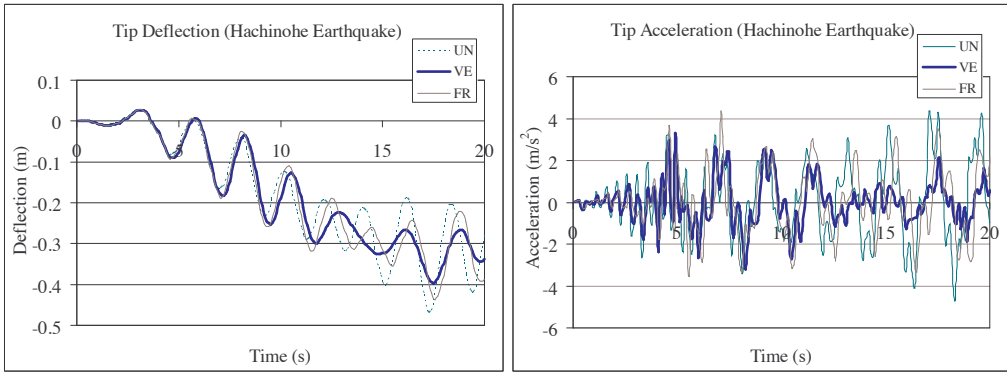 Tip Deflection (Hachinohe Earthquake)
UN
VE
FR
0.1
0
-0.1
-0.2
-0.3
-0.4
-0.5
0
5
10
15
20
Deflection (m)
Time (s)
Tip Acceleration (Hachinohe Earthquake)
UN
VE
FR
6
4
2
0
-2
-4
-6
0
5
10
15
20
Acceleration (m/s²)
Time (s)